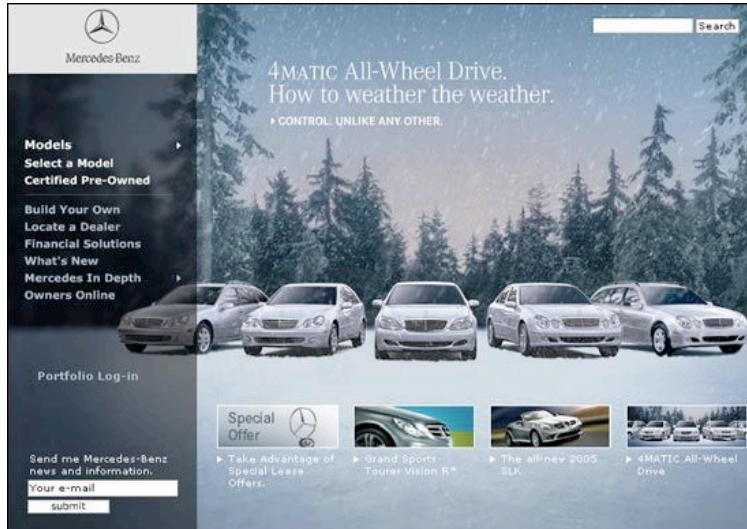 Mercedes-Benz
Search
4MATIC All-Wheel Drive.
How to weather the weather.
CONTROL: UNLIKE ANY OTHER.
Models
Select a Model
Certified Pre-Owned
Build Your Own
Locate a Dealer
Financial Solutions
What's New
Mercedes In Depth
Owners Online
Portfolio Log-in
Send me Mercedes-Benz
news and information.
Your e-mail
submit
Special
Offer
Take Advantage of
Special Lease
Offers.
Grand Sports
Tourer Vision R*
The all-new 2005
SLK
4MATIC All-Wheel
Drive